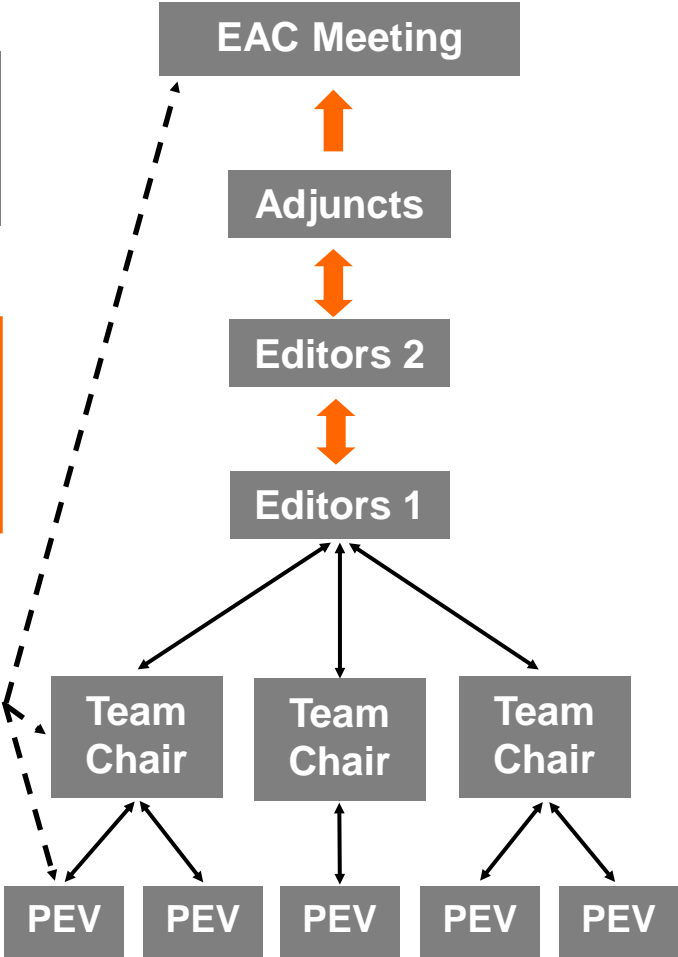 EAC Meeting
Adjuncts
Editors 2
Editors 1
Team
Chair
Team
Chair
Team
Chair
PEV
PEV
PEV
PEV
PEV